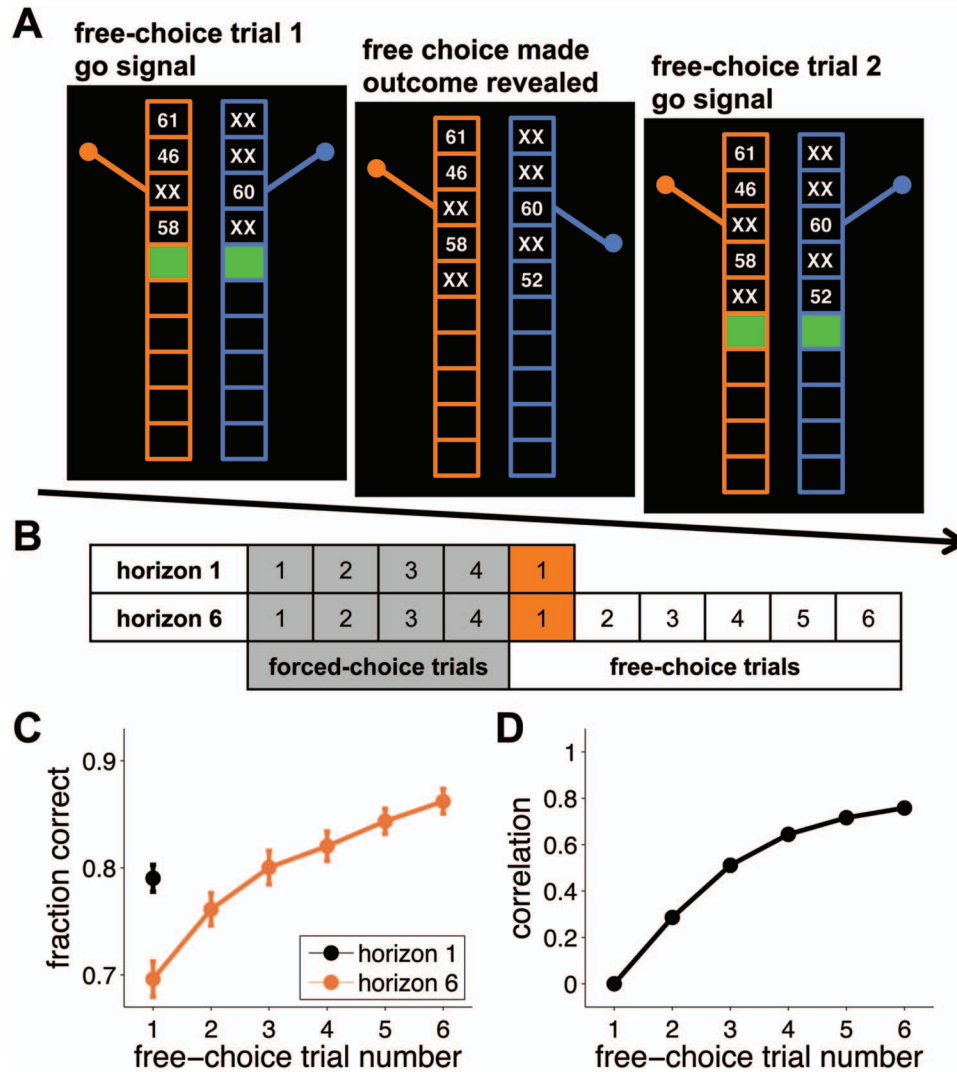 A
free-choice trial 1
go signal
61 XX
46 XX
XX 60
58 XX
free choice made
outcome revealed
61 XX
46 XX
XX 60
58 XX
XX 52
free-choice trial 2
go signal
61 XX
46 XX
XX 60
58 XX
XX 52
B
horizon 1 1 2 3 4 1
horizon 6 1 2 3 4 1 2 3 4 5 6
forced-choice trials free-choice trials
C
fraction correct
0.9
0.8
0.7
horizon 1
horizon 6
1 2 3 4 5 6
free-choice trial number
D
correlation
1
0.8
0.6
0.4
0.2
0
1 2 3 4 5 6
free-choice trial number